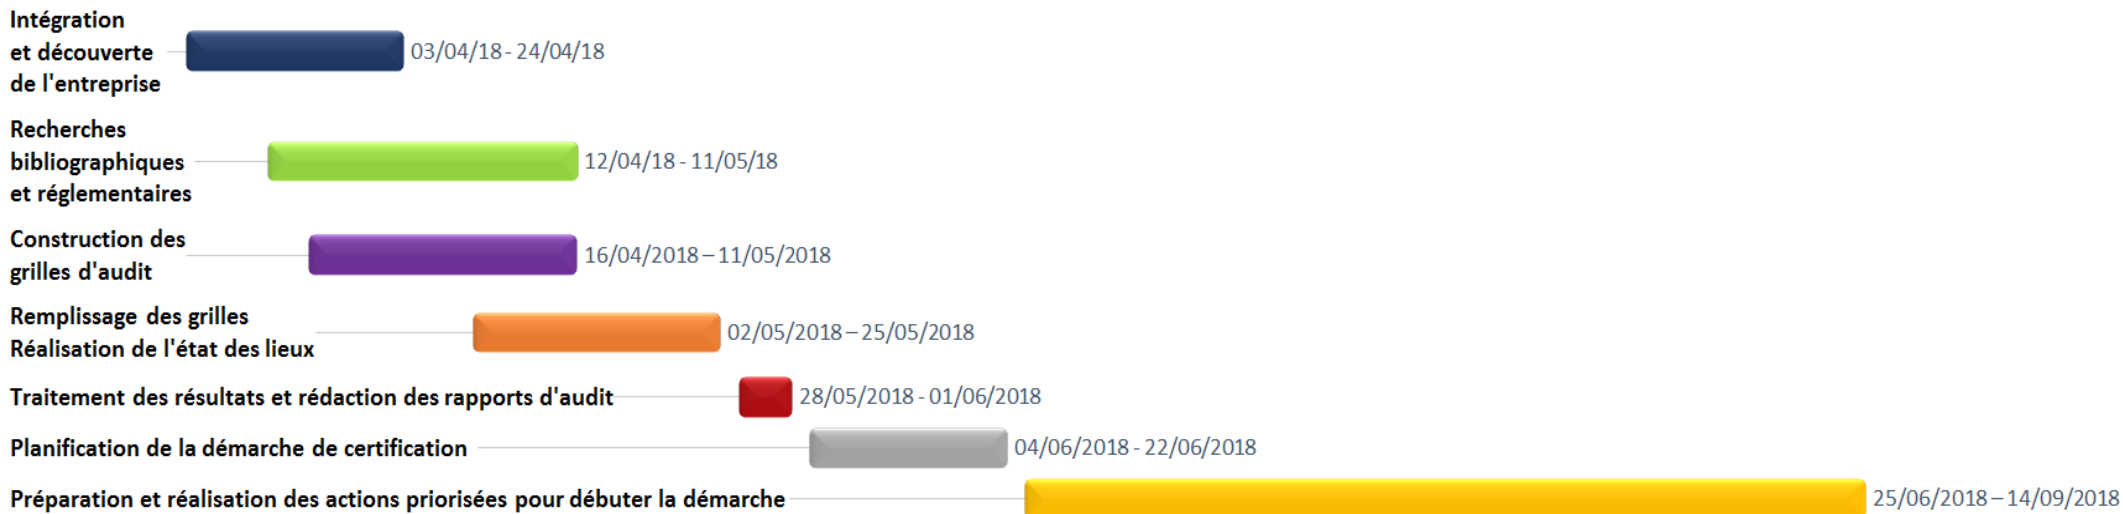 Intégration
et découverte
de l'entreprise
03/04/18 - 24/04/18
Recherches
bibliographiques
et réglementaires
12/04/18 - 11/05/18
Construction des
grilles d'audit
16/04/2018 – 11/05/2018
Remplissage des grilles
Réalisation de l'état des lieux
02/05/2018 – 25/05/2018
Traitement des résultats et rédaction des rapports d'audit
28/05/2018 - 01/06/2018
Planification de la démarche de certification
04/06/2018 - 22/06/2018
Préparation et réalisation des actions priorisées pour débuter la démarche
25/06/2018 – 14/09/2018